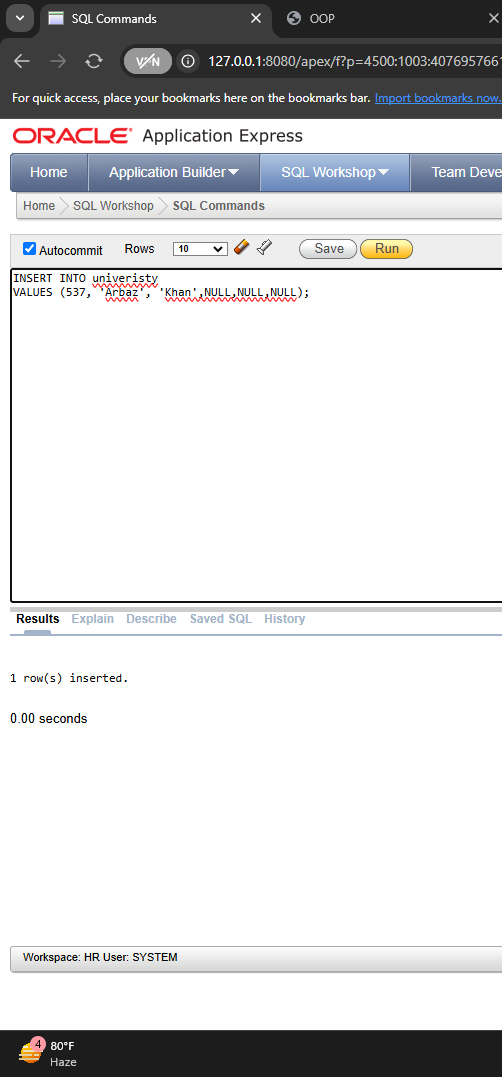 SQL Commands
OOP
VPN
127.0.0.1:8080/apex/f?p=4500:1003:407695766
For quick access, place your bookmarks here on the bookmarks bar. Import bookmarks now.
ORACLE Application Express
Home Application Builder SQL Workshop Team Deve
Home SQL Workshop SQL Commands
Autocommit Rows 10 Save Run
INSERT INTO univeristy
VALUES (537, 'Arbaz', 'Khan',NULL,NULL,NULL);
Results Explain Describe Saved SQL History
1 row(s) inserted.
0.00 seconds
Workspace: HR User: SYSTEM
4
80°F
Haze